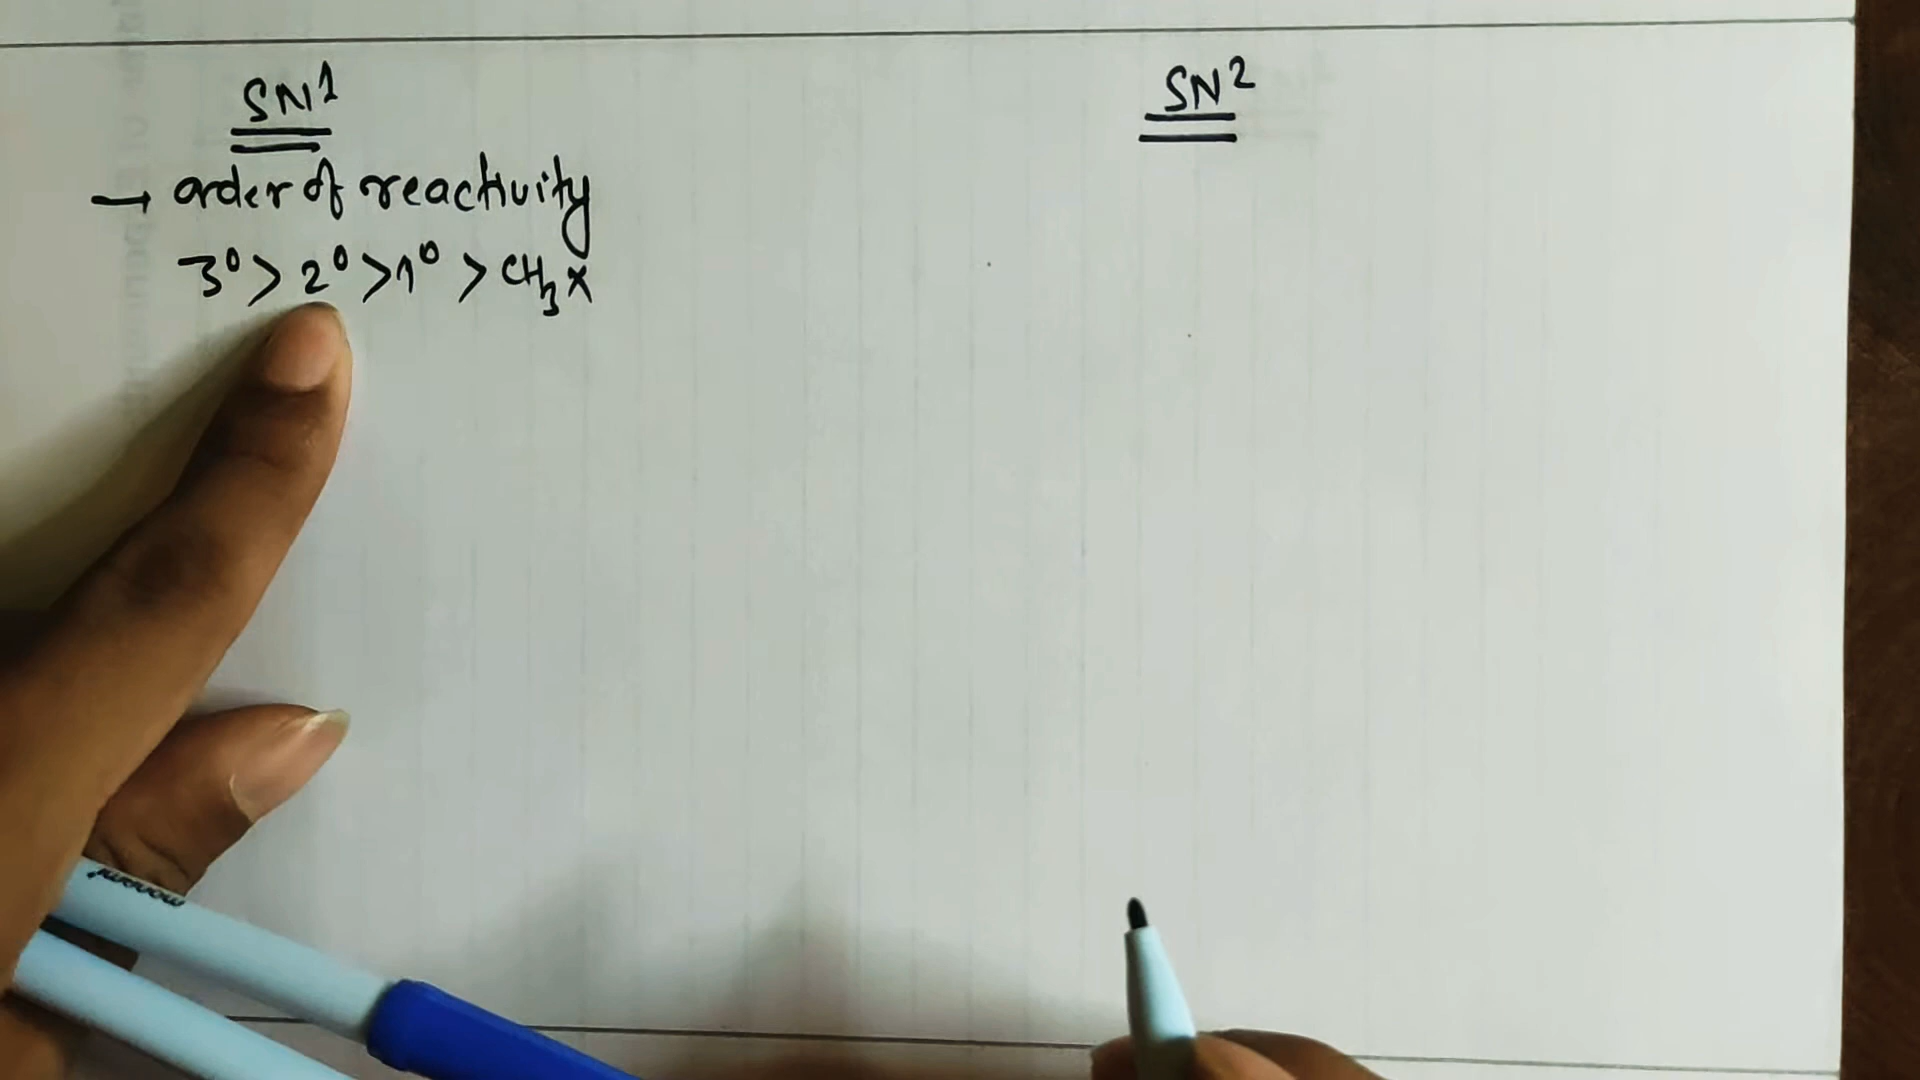 SN1
SN2
→ order of reactivity
3° > 2° > 1° > CH3X